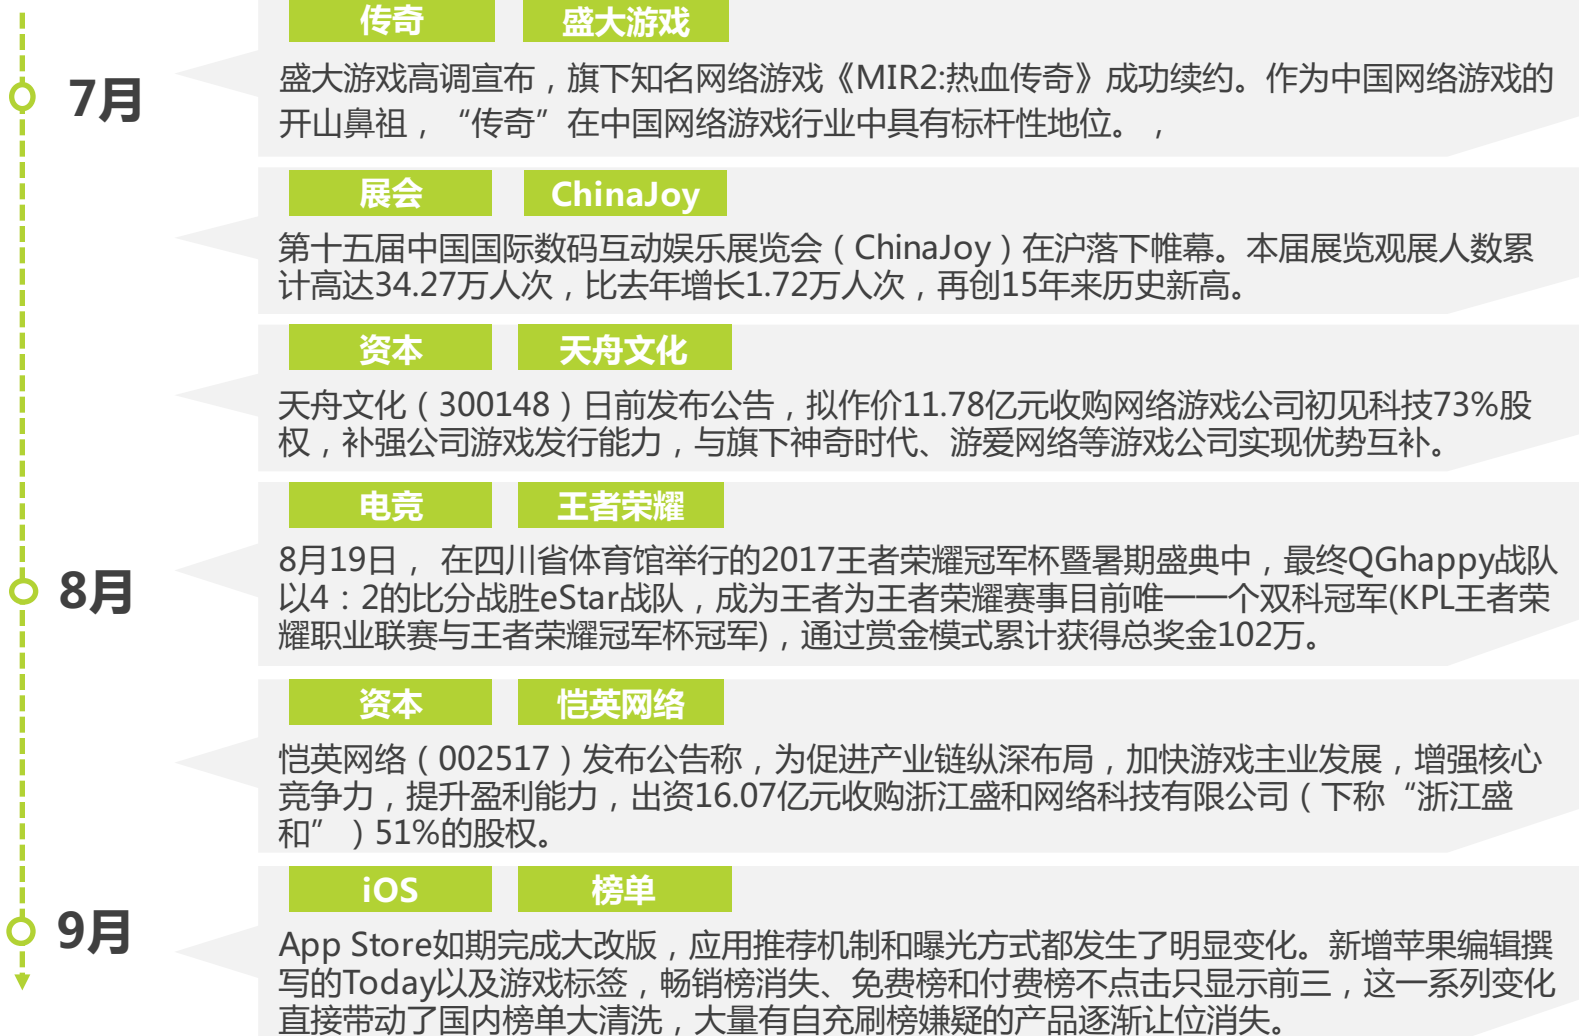 传奇 盛大游戏
7月
盛大游戏高调宣布，旗下知名网络游戏《MIR2:热血传奇》成功续约。作为中国网络游戏的
开山鼻祖，“传奇”在中国网络游戏行业中具有标杆性地位。，
展会 ChinaJoy
第十五届中国国际数码互动娱乐展览会（ChinaJoy）在沪落下帷幕。本届展览观展人数累
计高达34.27万人次，比去年增长1.72万人次，再创15年来历史新高。
资本 天舟文化
天舟文化（300148）日前发布公告，拟作价11.78亿元收购网络游戏公司初见科技73%股
权，补强公司游戏发行能力，与旗下神奇时代、游爱网络等游戏公司实现优势互补。
电竞 王者荣耀
8月
8月19日， 在四川省体育馆举行的2017王者荣耀冠军杯暨暑期盛典中，最终QGhappy战队
以4：2的比分战胜eStar战队，成为王者为王者荣耀赛事目前唯一一个双科冠军(KPL王者荣
耀职业联赛与王者荣耀冠军杯冠军)，通过赏金模式累计获得总奖金102万。
资本 恺英网络
恺英网络（002517）发布公告称，为促进产业链纵深布局，加快游戏主业发展，增强核心
竞争力，提升盈利能力，出资16.07亿元收购浙江盛和网络科技有限公司（下称“浙江盛
和” ）51%的股权。
iOS 榜单
9月
App Store如期完成大改版，应用推荐机制和曝光方式都发生了明显变化。新增苹果编辑撰
写的Today以及游戏标签，畅销榜消失、免费榜和付费榜不点击只显示前三，这一系列变化
直接带动了国内榜单大清洗，大量有自充刷榜嫌疑的产品逐渐让位消失。